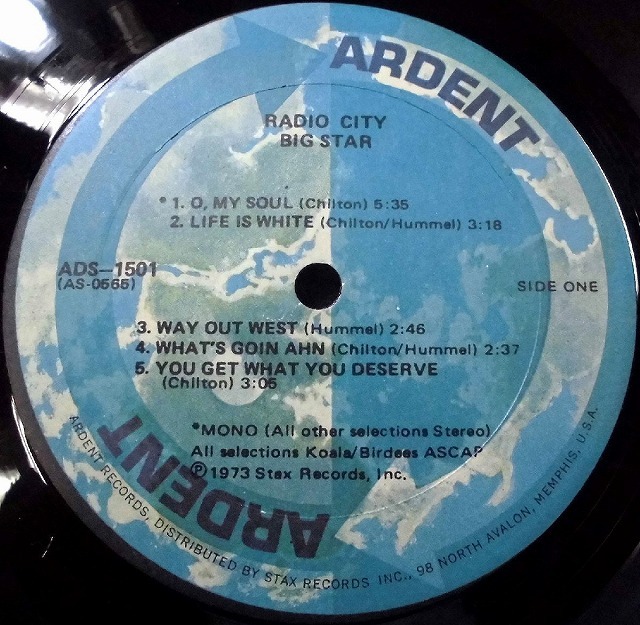 ARDENT
RADIO CITY
BIG STAR
*1. O, MY SOUL (Chilton) 5:35
2. LIFE IS WHITE (Chilton/Hummel) 3:18
ADS—1501
(AS-0565)
SIDE ONE
3. WAY OUT WEST (Hummel) 2:46
4. WHAT'S GOIN AHN (Chilton/Hummel) 2:37
5. YOU GET WHAT YOU DESERVE
(Chilton) 3:05
*MONO (All other selections Stereo)
All selections Koala/Birdees ASCAP
Ⓟ1973 Stax Records, Inc.
ARDENT
ARDENT RECORDS, DISTRIBUTED BY STAX RECORDS INC., 98 NORTH AVALON, MEMPHIS, U.S.A.